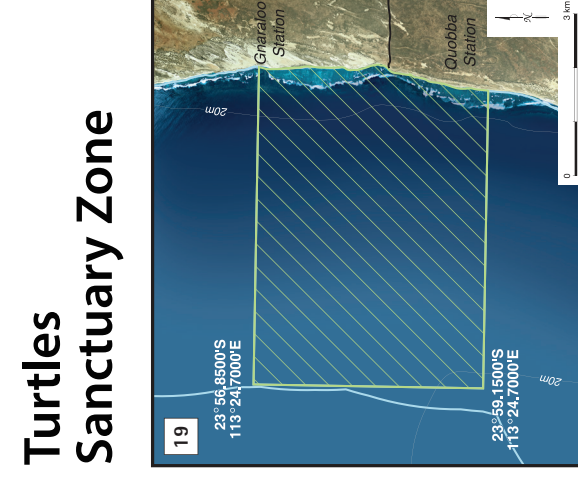 Turtles
Sanctuary Zone
19
23°56.8500'S
113°24.7000'E
23°59.1500'S
113°24.7000'E
20m
20m
Gnaraloo
Station
Quobba
Station
N
0
3 km